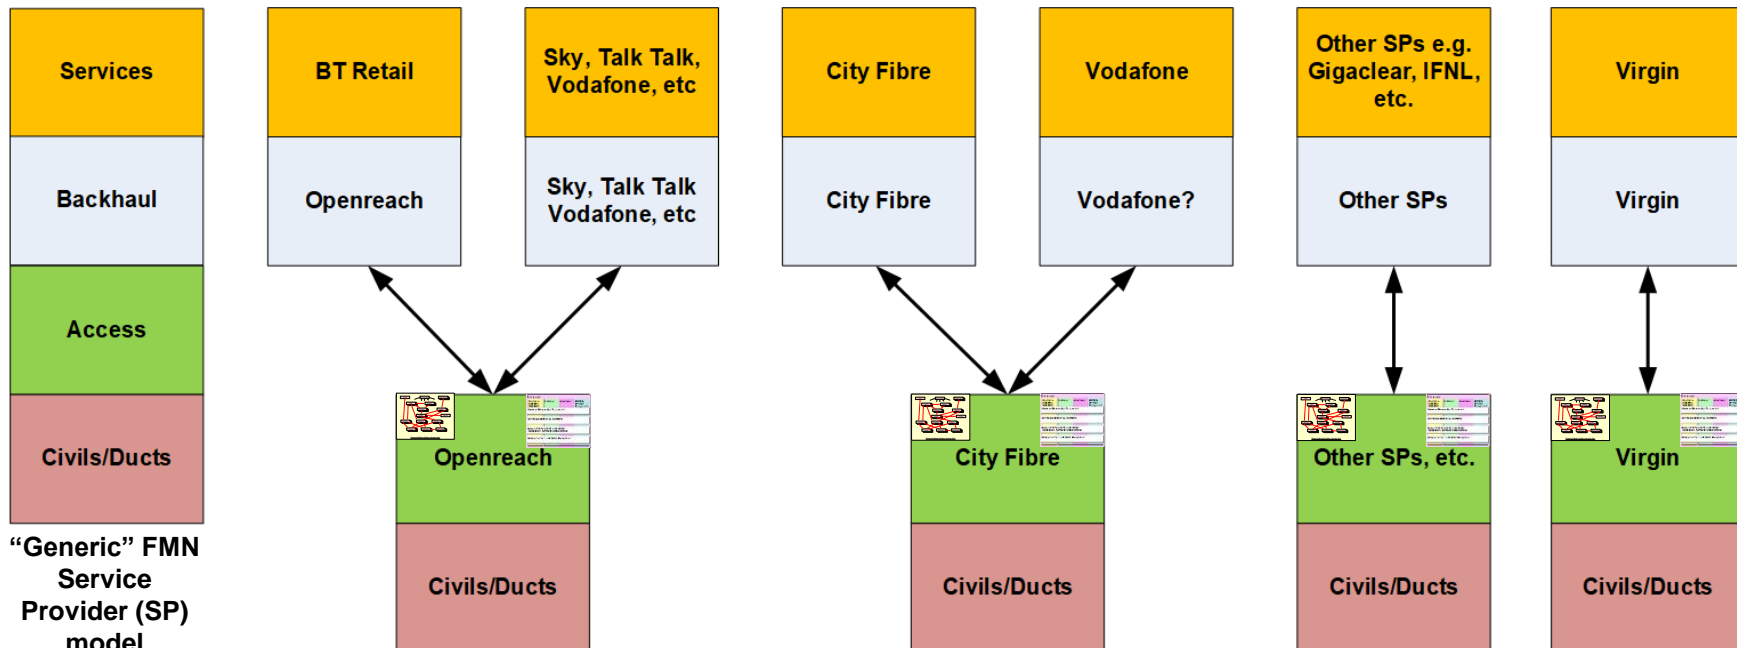 Services
Backhaul
Access
Civils/Ducts
“Generic” FMN
Service
Provider (SP)
model
BT Retail
Openreach
Sky, Talk Talk,
Vodafone, etc
Sky, Talk Talk
Vodafone, etc
Openreach
Civils/Ducts
City Fibre
City Fibre
Vodafone
Vodafone?
City Fibre
Civils/Ducts
Other SPs e.g.
Gigaclear, IFNL,
etc.
Other SPs
Other SPs, etc.
Civils/Ducts
Virgin
Virgin
Virgin
Civils/Ducts